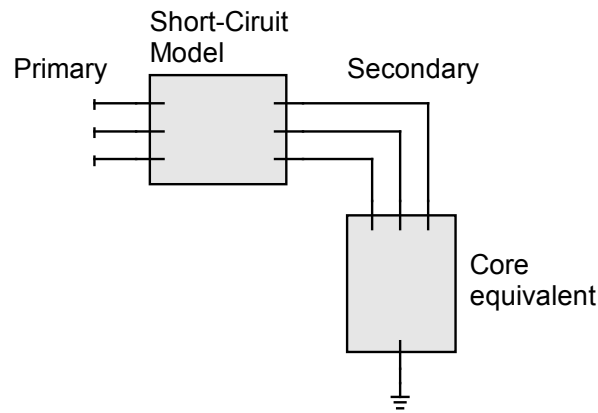 Short-Ciruit
Model
Primary
Secondary
Core
equivalent